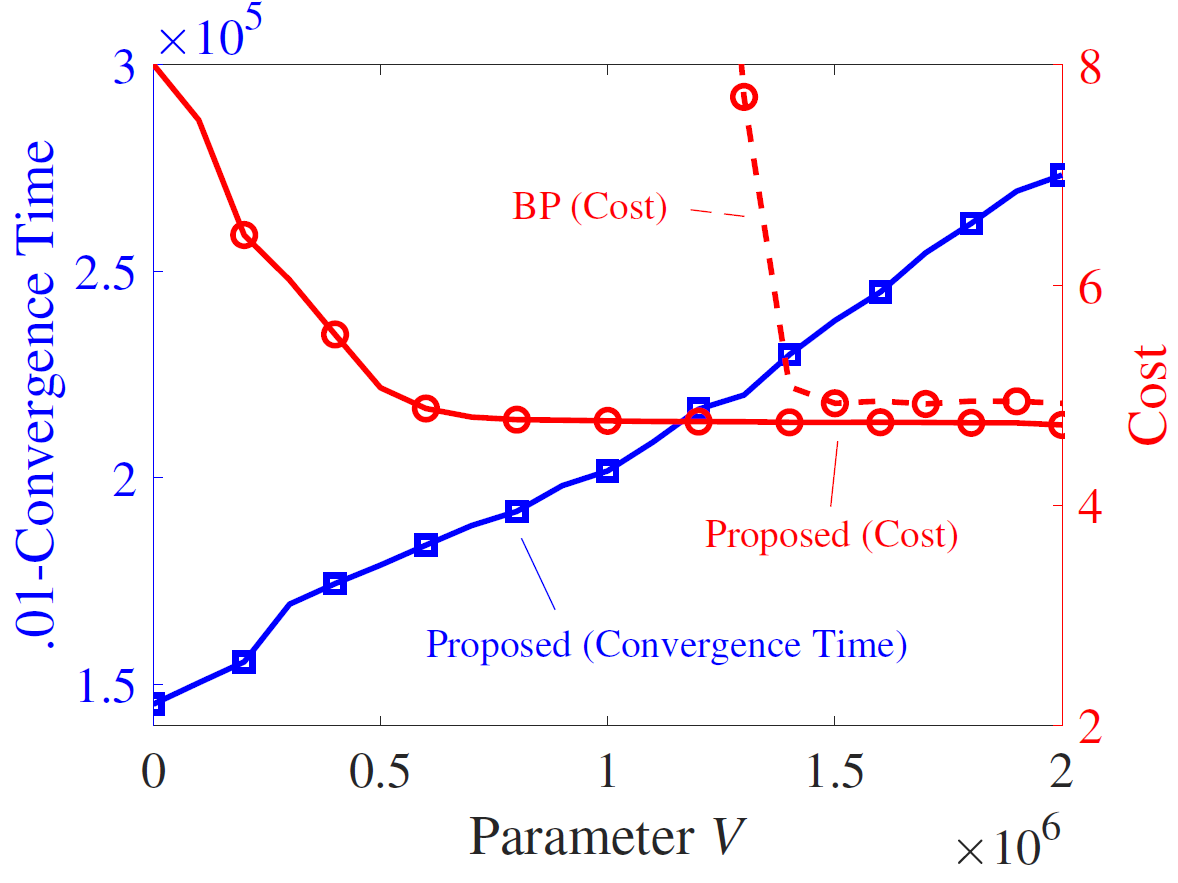 ×10^5
3
2.5
2
1.5
.01-Convergence Time
8
6
4
2
Cost
BP (Cost)
Proposed (Cost)
Proposed (Convergence Time)
0
0.5
1
1.5
2
Parameter V
×10^6